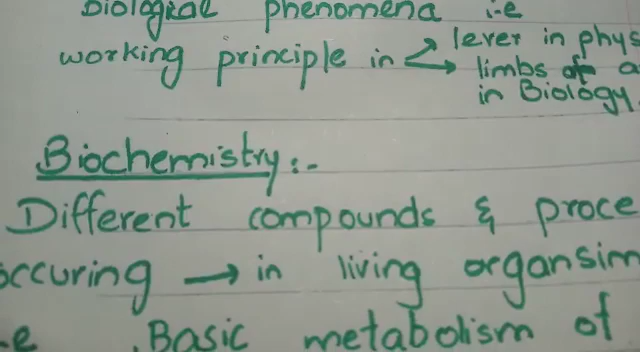 Biological phenomena i.e
working principle in → lever in phys
→ limbs of a
in Biology.
Biochemistry:-
Different compounds & proce
occuring → in living organsim
i.e Basic metabolism of